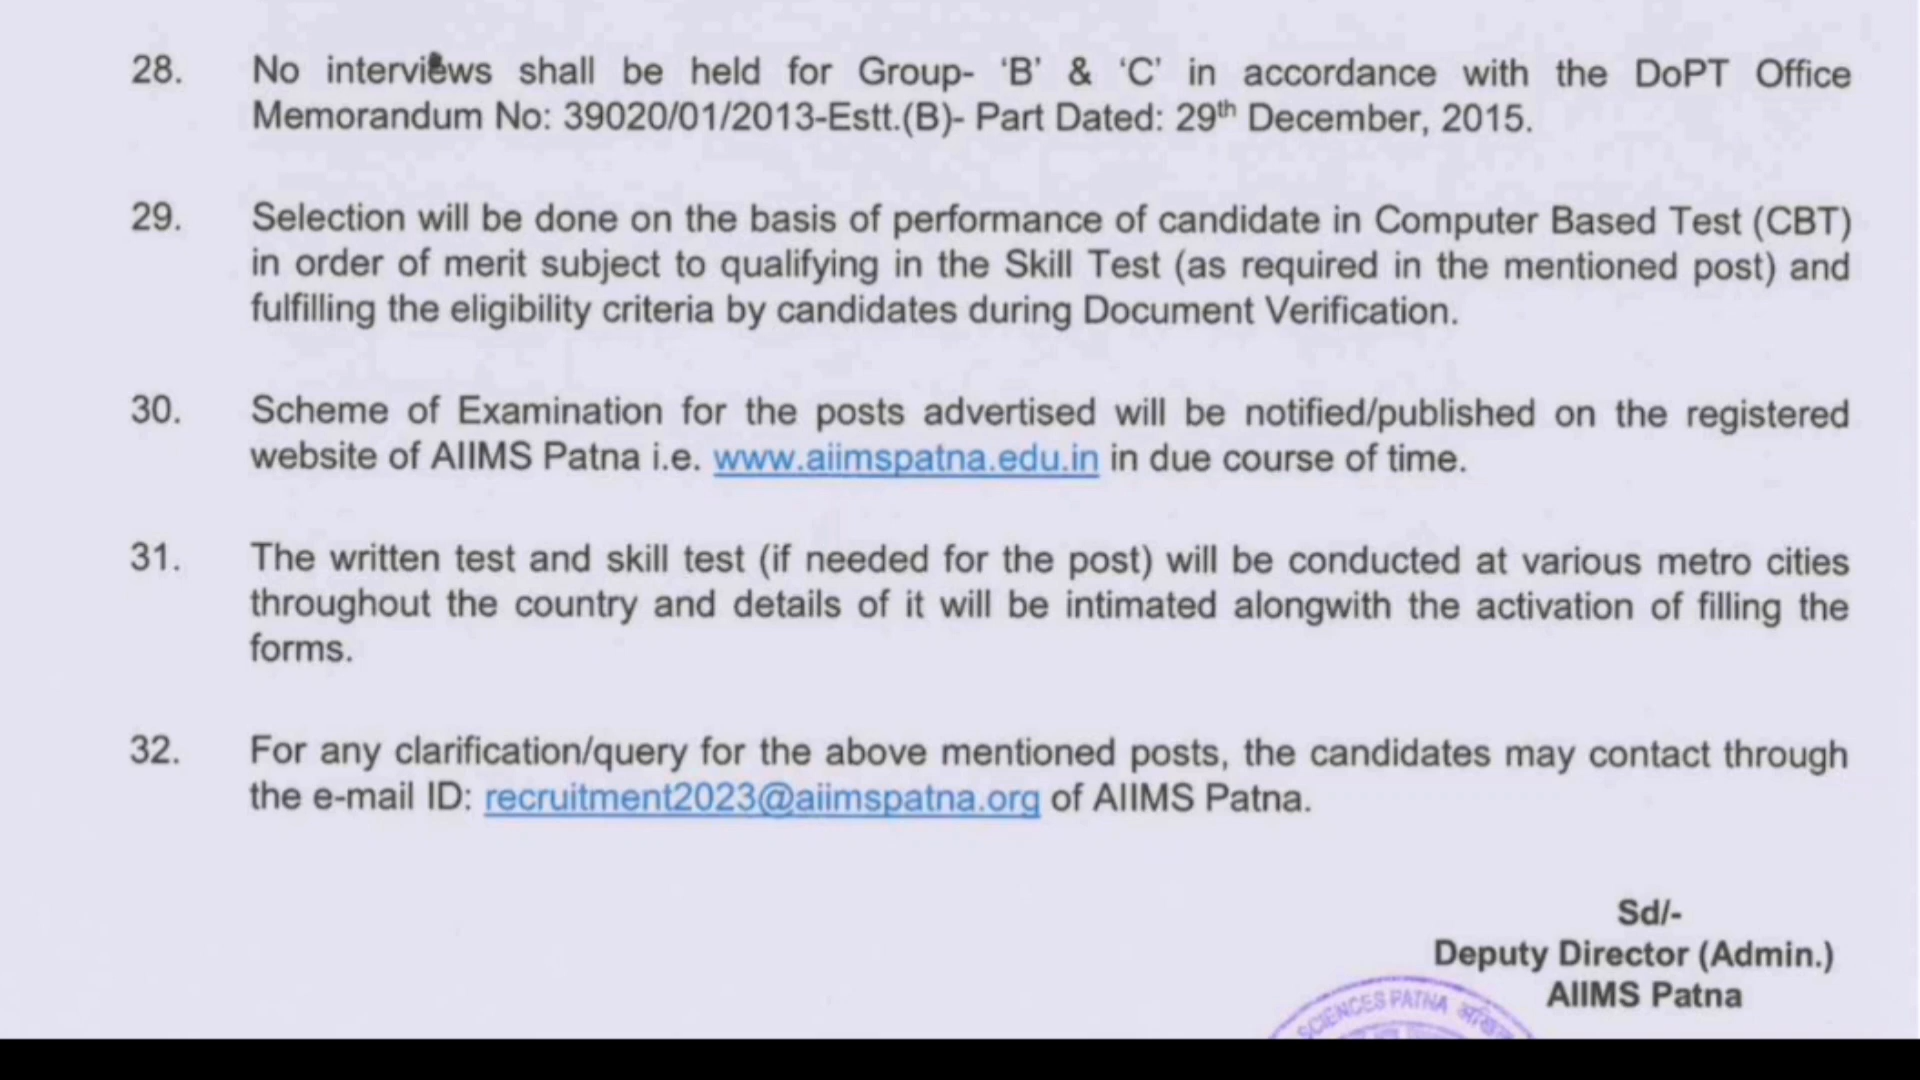 28. No interviews shall be held for Group- ‘B’ & ‘C’ in accordance with the DoPT Office
Memorandum No: 39020/01/2013-Estt.(B)- Part Dated: 29th December, 2015.
29. Selection will be done on the basis of performance of candidate in Computer Based Test (CBT)
in order of merit subject to qualifying in the Skill Test (as required in the mentioned post) and
fulfilling the eligibility criteria by candidates during Document Verification.
30. Scheme of Examination for the posts advertised will be notified/published on the registered
website of AIIMS Patna i.e. www.aiimspatna.edu.in in due course of time.
31. The written test and skill test (if needed for the post) will be conducted at various metro cities
throughout the country and details of it will be intimated alongwith the activation of filling the
forms.
32. For any clarification/query for the above mentioned posts, the candidates may contact through
the e-mail ID: recruitment2023@aiimspatna.org of AIIMS Patna.
Sd/-
Deputy Director (Admin.)
AIIMS Patna
SCIENCES PATNA